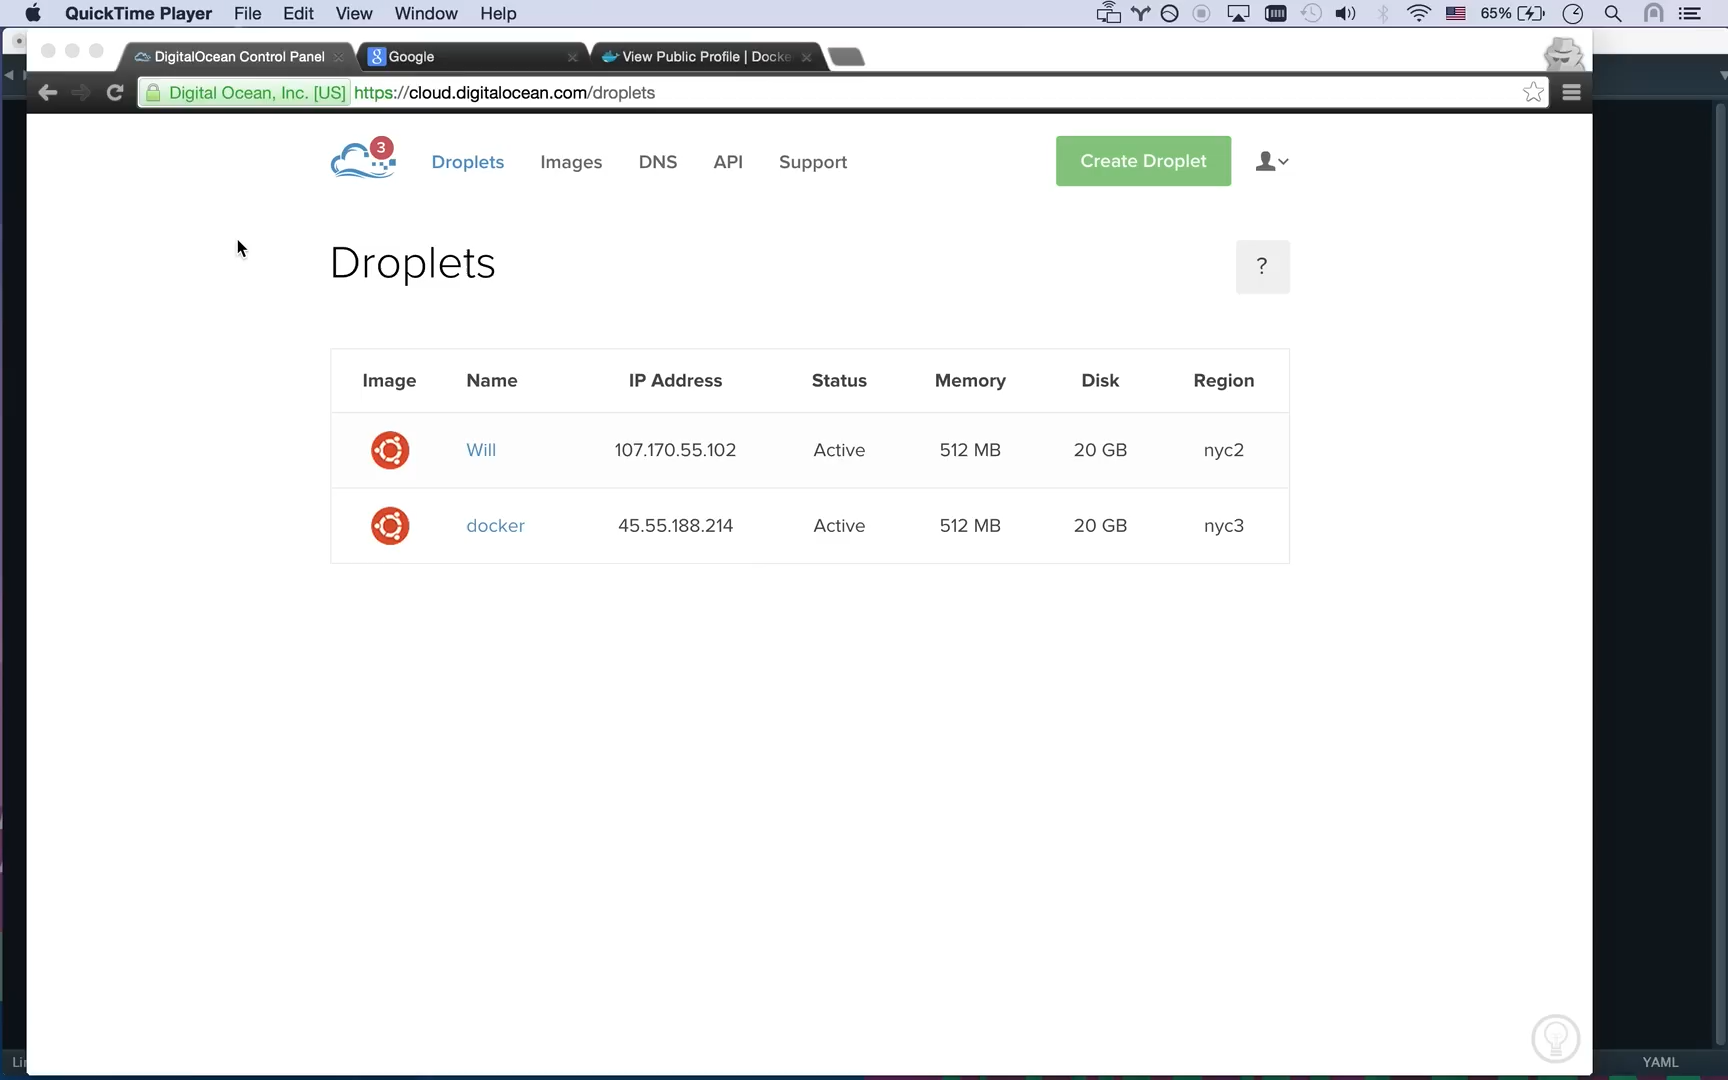 QuickTime Player File Edit View Window Help 65%
DigitalOcean Control Panel Google View Public Profile | Docke
Digital Ocean, Inc. [US] https://cloud.digitalocean.com/droplets
3 Droplets Images DNS API Support Create Droplet
Droplets ?
Image Name IP Address Status Memory Disk Region
Will 107.170.55.102 Active 512 MB 20 GB nyc2
docker 45.55.188.214 Active 512 MB 20 GB nyc3
Li YAML